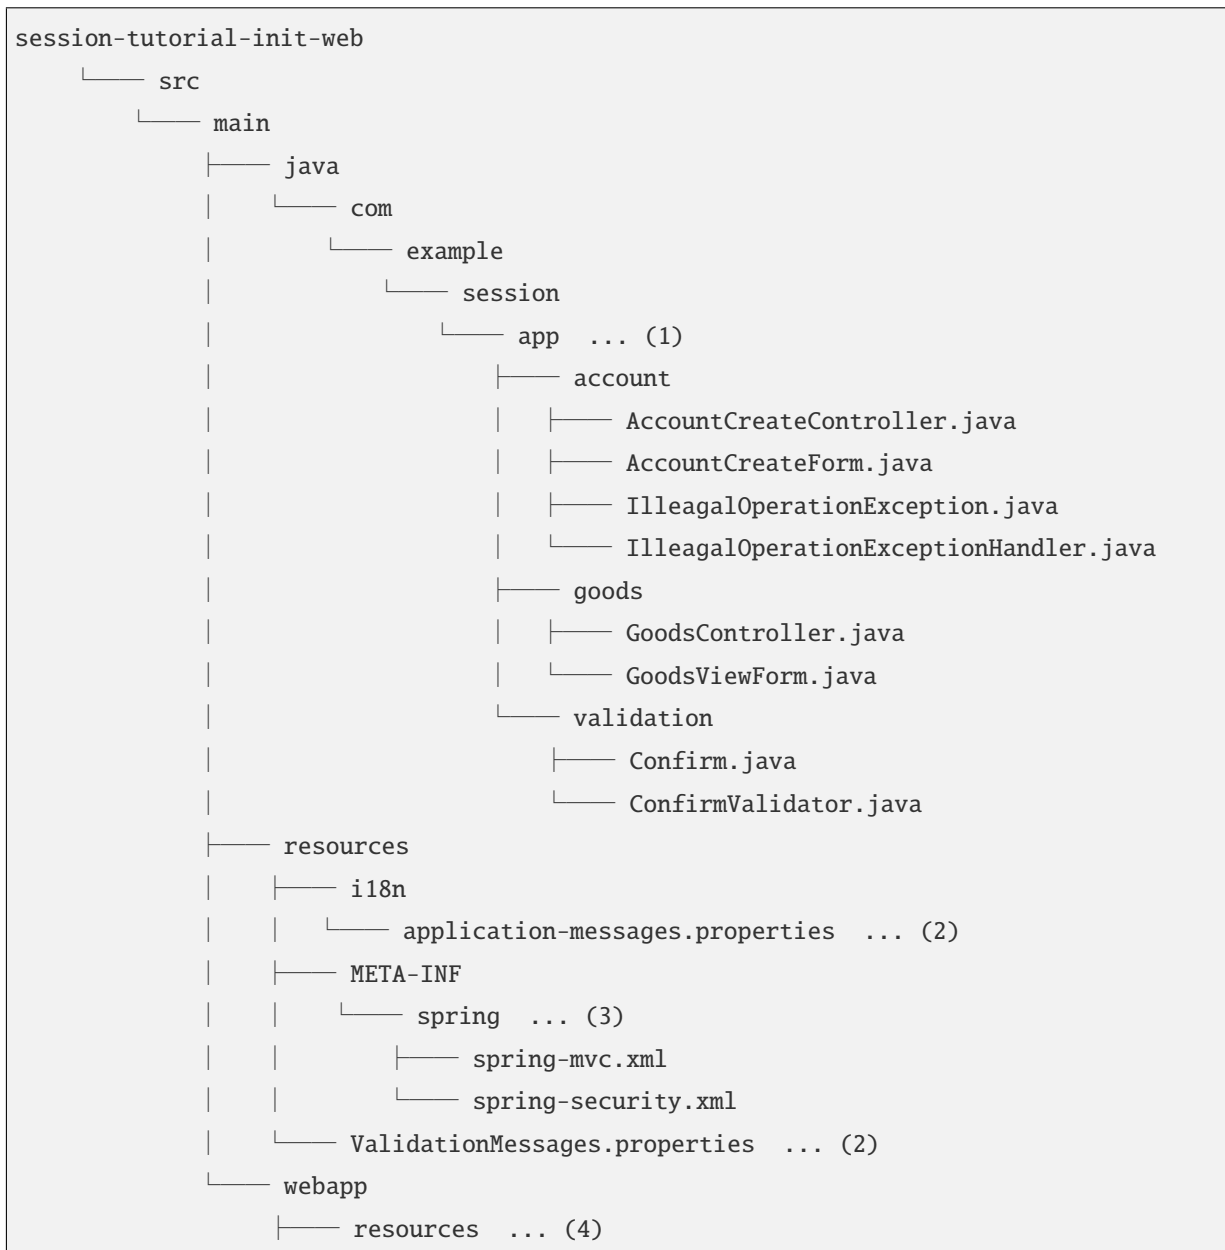 session-tutorial-init-web
└── src
└── main
├── java
│ └── com
│ └── example
│ └── session
│ └── app ... (1)
│ ├── account
│ │ ├── AccountCreateController.java
│ │ ├── AccountCreateForm.java
│ │ ├── IlleagalOperationException.java
│ │ └── IlleagalOperationExceptionHandler.java
│ ├── goods
│ │ ├── GoodsController.java
│ │ └── GoodsViewForm.java
│ └── validation
│ ├── Confirm.java
│ └── ConfirmValidator.java
├── resources
│ ├── i18n
│ │ └── application-messages.properties ... (2)
│ ├── META-INF
│ │ └── spring ... (3)
│ │ ├── spring-mvc.xml
│ │ └── spring-security.xml
│ └── ValidationMessages.properties ... (2)
└── webapp
├── resources ... (4)